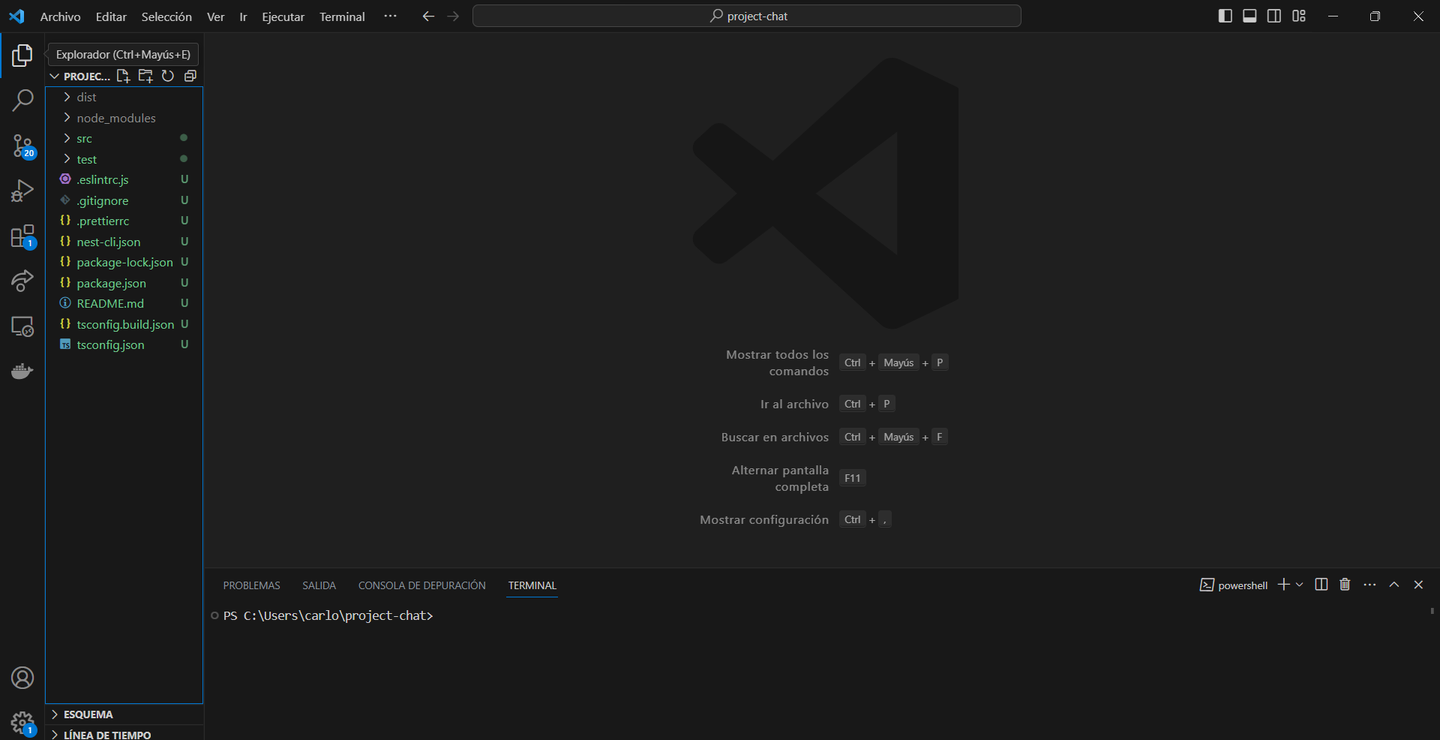 Archivo Editar Selección Ver Ir Ejecutar Terminal ··· project-chat
Explorador (Ctrl+Mayús+E)
PROJEC...
dist
node_modules
src
test
.eslintrc.js U
.gitignore U
.prettierrc U
nest-cli.json U
package-lock.json U
package.json U
README.md U
tsconfig.build.json U
tsconfig.json U
20
1
ESQUEMA
LÍNEA DE TIEMPO
1
Mostrar todos los
comandos Ctrl + Mayús + P
Ir al archivo Ctrl + P
Buscar en archivos Ctrl + Mayús + F
Alternar pantalla
completa F11
Mostrar configuración Ctrl + ,
PROBLEMAS SALIDA CONSOLA DE DEPURACIÓN TERMINAL powershell
PS C:\Users\carlo\project-chat>